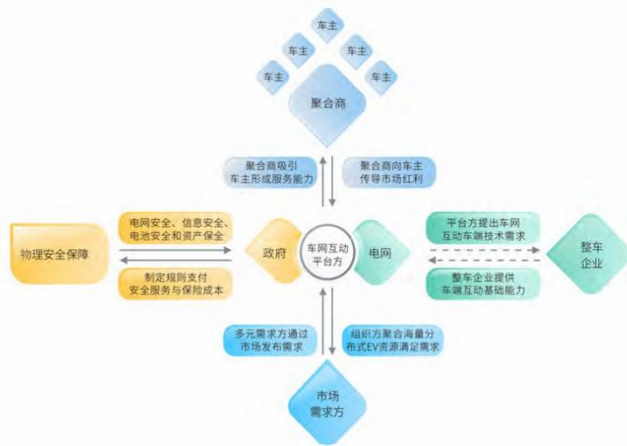 车主
车主
车主
车主
车主
聚合商
聚合商吸引
车主形成服务能力
聚合商向车主
传导市场红利
物理安全保障
电网安全、信息安全、
电池安全和资产保全
制定规则支付
安全服务与保险成本
政府
车网互动
平台方
电网
平台方提出车网
互动车端技术需求
整车企业提供
车端互动基础能力
整车
企业
多元需求方通过
市场发布需求
组织方聚合海量分
布式EV资源满足需求
市场
需求方